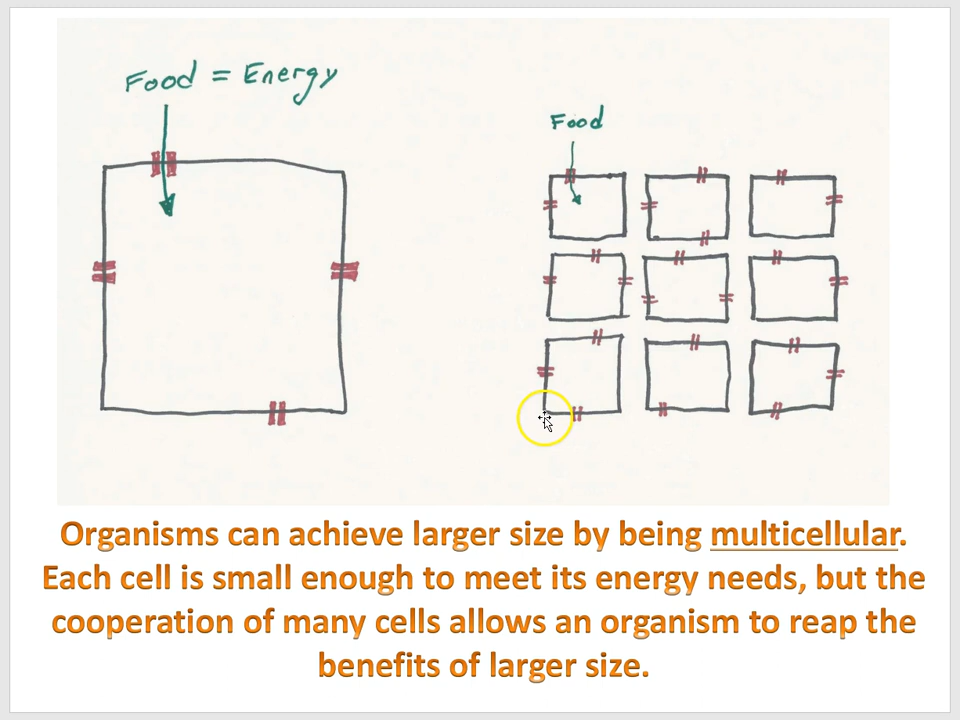 Food = Energy
Food
Organisms can achieve larger size by being multicellular.
Each cell is small enough to meet its energy needs, but the
cooperation of many cells allows an organism to reap the
benefits of larger size.